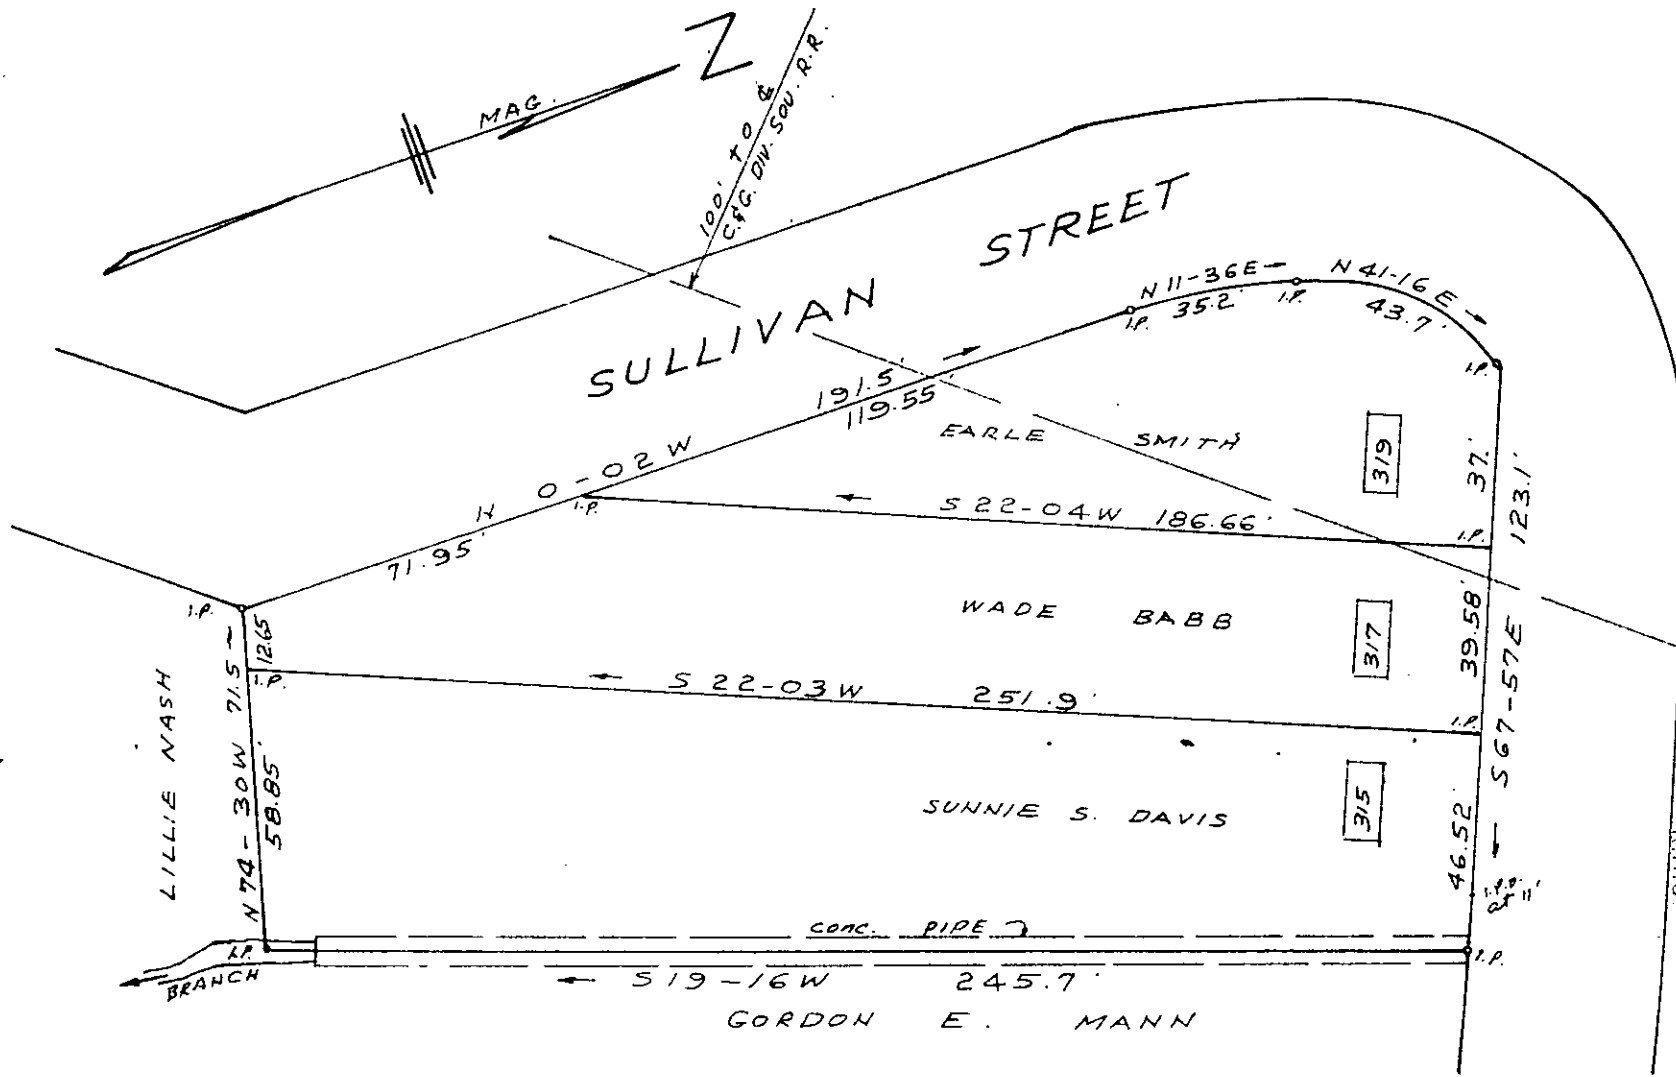 Z
MAG.
100' TO ℄
C.&G. DIV. SOU. R.R.
SULLIVAN STREET
N 11-36E
35.2'
N 41-16 E
43.7'
I.P.
I.P.
I.P.
191.5'
119.55'
N 0-02 W
71.95'
EARLE SMITH
319
37.'
123.1'
S 22-04 W 186.66'
I.P.
I.P.
I.P.
12.65
WADE BABB
317
39.58'
S 67-57 E
S 22-03 W 251.9'
I.P.
I.P.
LILLIE NASH
N 74-30 W 71.5
58.85'
SUNNIE S. DAVIS
315
46.52'
at 11'
CONC. PIPE
I.P.
I.P.
BRANCH
S 19-16 W 245.7'
GORDON E. MANN